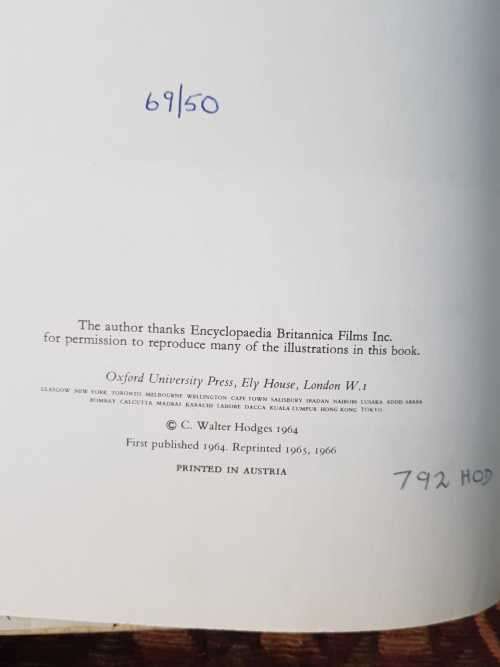 69/50
The author thanks Encyclopaedia Britannica Films Inc.
for permission to reproduce many of the illustrations in this book.
Oxford University Press, Ely House, London W.1
GLASGOW NEW YORK TORONTO MELBOURNE WELLINGTON CAPE TOWN SALISBURY IBADAN NAIROBI LUSAKA ADDIS ABABA
BOMBAY CALCUTTA MADRAS KARACHI LAHORE DACCA KUALA LUMPUR HONG KONG TOKYO
© C. Walter Hodges 1964
First published 1964. Reprinted 1965, 1966
PRINTED IN AUSTRIA
792 HOD